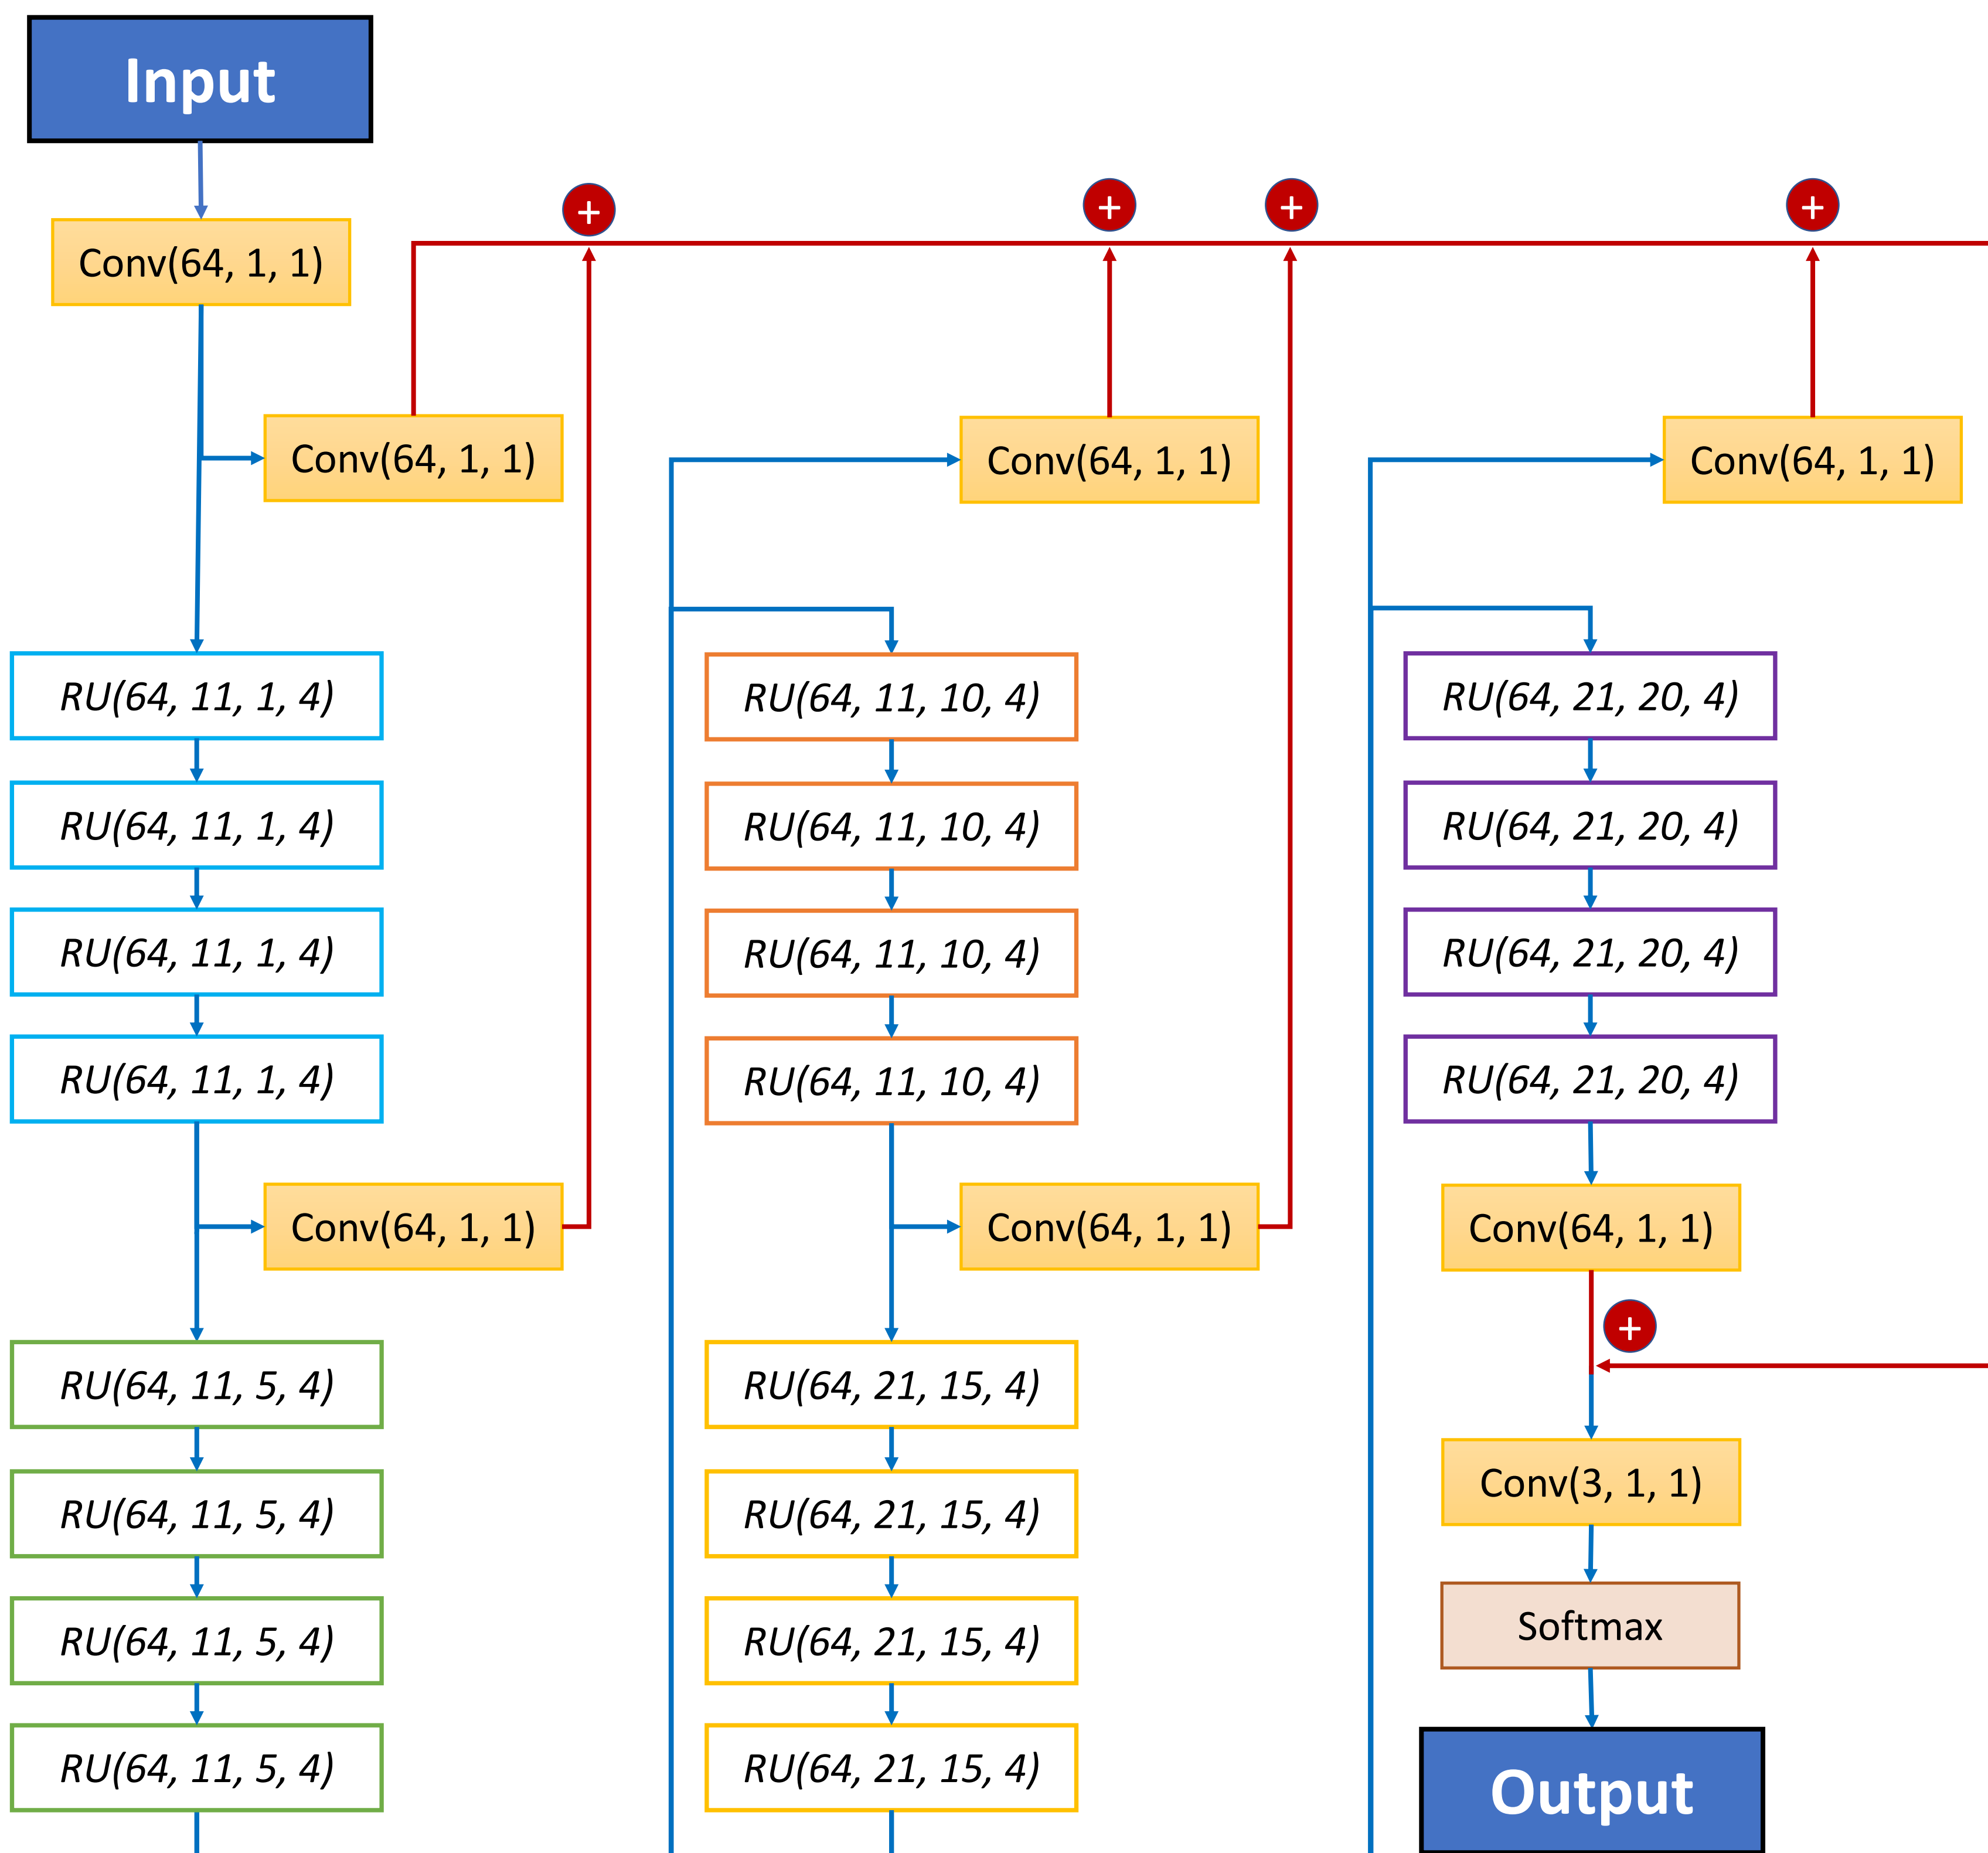 Input
Conv(64, 1, 1)
Conv(64, 1, 1)
RU(64, 11, 1, 4)
RU(64, 11, 1, 4)
RU(64, 11, 1, 4)
RU(64, 11, 1, 4)
Conv(64, 1, 1)
RU(64, 11, 5, 4)
RU(64, 11, 5, 4)
RU(64, 11, 5, 4)
RU(64, 11, 5, 4)
+
+
+
+
Conv(64, 1, 1)
RU(64, 11, 10, 4)
RU(64, 11, 10, 4)
RU(64, 11, 10, 4)
RU(64, 11, 10, 4)
Conv(64, 1, 1)
RU(64, 21, 15, 4)
RU(64, 21, 15, 4)
RU(64, 21, 15, 4)
RU(64, 21, 15, 4)
Conv(64, 1, 1)
RU(64, 21, 20, 4)
RU(64, 21, 20, 4)
RU(64, 21, 20, 4)
RU(64, 21, 20, 4)
Conv(64, 1, 1)
+
Conv(3, 1, 1)
Softmax
Output